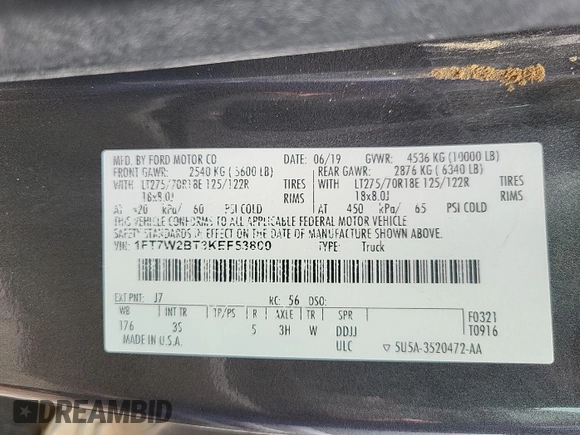 MFD. BY FORD MOTOR CO 06/19 GVWR: 4536 KG (10000 LB)
FRONT GAWR: 2540 KG ( 5600 LB) REAR GAWR: 2876 KG ( 6340 LB)
WITH LT275/70R18E 125/122R TIRES WITH LT275/70R18E 125/122R TIRES
18x8.0J RIMS 18x8.0J RIMS
AT 420 kPa/ 60 PSI COLD AT 450 kPa/ 65 PSI COLD
THIS VEHICLE CONFORMS TO ALL APPLICABLE FEDERAL MOTOR VEHICLE
SAFETY STANDARDS IN EFFECT ON THE DATE OF MANUFACTURE SHOWN ABOVE.
VIN: 1FT7W2BT3KEF53800 TYPE: Truck
EXT PNT: J7 RC: 56 DSO:
WB INT TR TP/PS R AXLE TR SPR F0321
176 3S 5 3H W DDJJ T0916
MADE IN U.S.A. ULC ▽ 5U5A-3520472-AA
DREAMBID